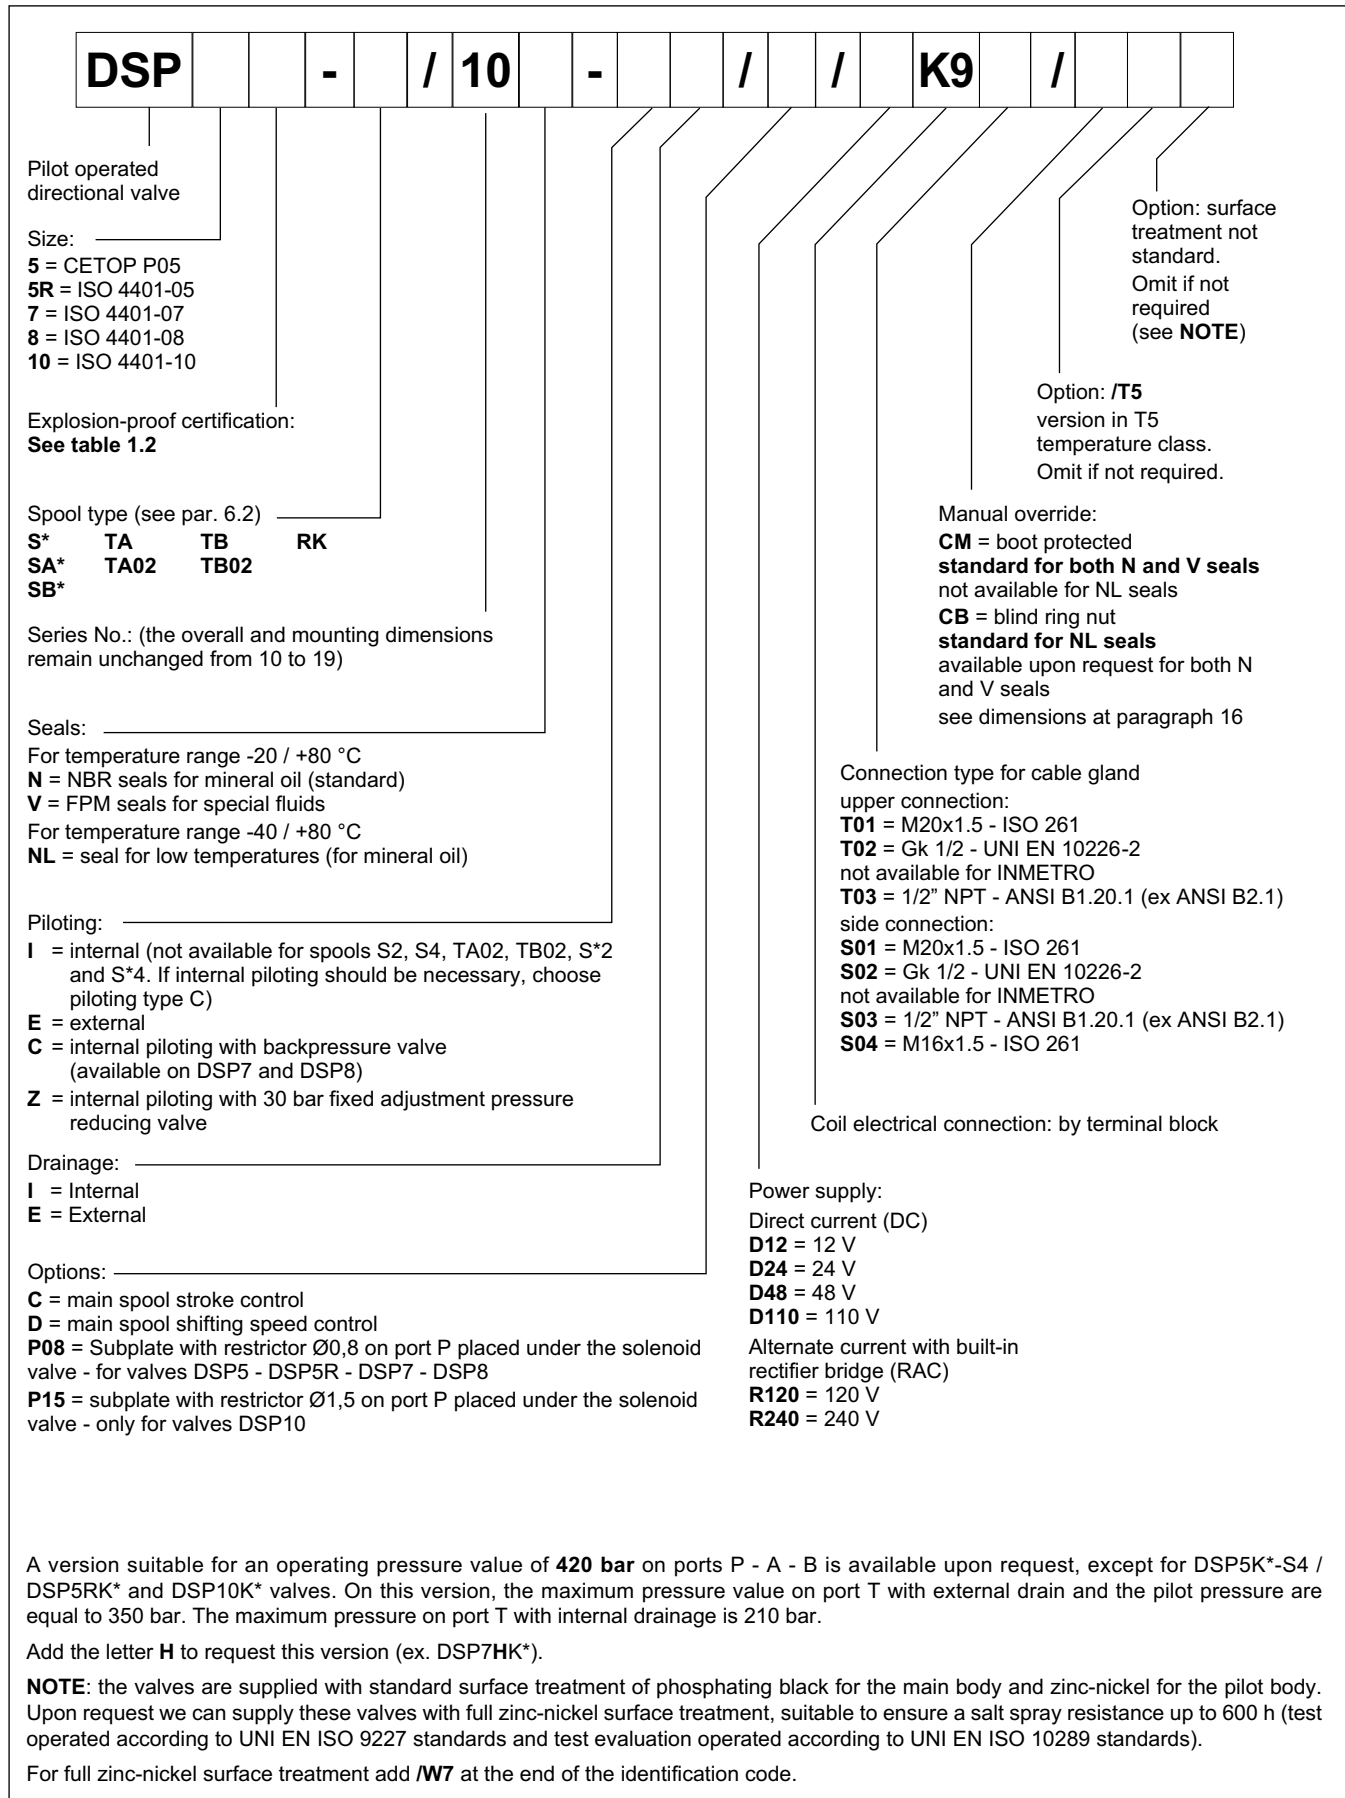 DSP - / 10 - / / K9 /
Pilot operated
directional valve
Size:
5 = CETOP P05
5R = ISO 4401-05
7 = ISO 4401-07
8 = ISO 4401-08
10 = ISO 4401-10
Explosion-proof certification:
See table 1.2
Spool type (see par. 6.2)
S* TA TB RK
SA* TA02 TB02
SB*
Series No.: (the overall and mounting dimensions
remain unchanged from 10 to 19)
Seals:
For temperature range -20 / +80 °C
N = NBR seals for mineral oil (standard)
V = FPM seals for special fluids
For temperature range -40 / +80 °C
NL = seal for low temperatures (for mineral oil)
Piloting:
I = internal (not available for spools S2, S4, TA02, TB02, S*2
and S*4. If internal piloting should be necessary, choose
piloting type C)
E = external
C = internal piloting with backpressure valve
(available on DSP7 and DSP8)
Z = internal piloting with 30 bar fixed adjustment pressure
reducing valve
Drainage:
I = Internal
E = External
Options:
C = main spool stroke control
D = main spool shifting speed control
P08 = Subplate with restrictor Ø0,8 on port P placed under the solenoid
valve - for valves DSP5 - DSP5R - DSP7 - DSP8
P15 = subplate with restrictor Ø1,5 on port P placed under the solenoid
valve - only for valves DSP10
Option: surface
treatment not
standard.
Omit if not
required
(see NOTE)
Option: /T5
version in T5
temperature class.
Omit if not required.
Manual override:
CM = boot protected
standard for both N and V seals
not available for NL seals
CB = blind ring nut
standard for NL seals
available upon request for both N
and V seals
see dimensions at paragraph 16
Connection type for cable gland
upper connection:
T01 = M20x1.5 - ISO 261
T02 = Gk 1/2 - UNI EN 10226-2
not available for INMETRO
T03 = 1/2” NPT - ANSI B1.20.1 (ex ANSI B2.1)
side connection:
S01 = M20x1.5 - ISO 261
S02 = Gk 1/2 - UNI EN 10226-2
not available for INMETRO
S03 = 1/2” NPT - ANSI B1.20.1 (ex ANSI B2.1)
S04 = M16x1.5 - ISO 261
Coil electrical connection: by terminal block
Power supply:
Direct current (DC)
D12 = 12 V
D24 = 24 V
D48 = 48 V
D110 = 110 V
Alternate current with built-in
rectifier bridge (RAC)
R120 = 120 V
R240 = 240 V
A version suitable for an operating pressure value of 420 bar on ports P - A - B is available upon request, except for DSP5K*-S4 /
DSP5RK* and DSP10K* valves. On this version, the maximum pressure value on port T with external drain and the pilot pressure are
equal to 350 bar. The maximum pressure on port T with internal drainage is 210 bar.
Add the letter H to request this version (ex. DSP7HK*).
NOTE: the valves are supplied with standard surface treatment of phosphating black for the main body and zinc-nickel for the pilot body.
Upon request we can supply these valves with full zinc-nickel surface treatment, suitable to ensure a salt spray resistance up to 600 h (test
operated according to UNI EN ISO 9227 standards and test evaluation operated according to UNI EN ISO 10289 standards).
For full zinc-nickel surface treatment add /W7 at the end of the identification code.